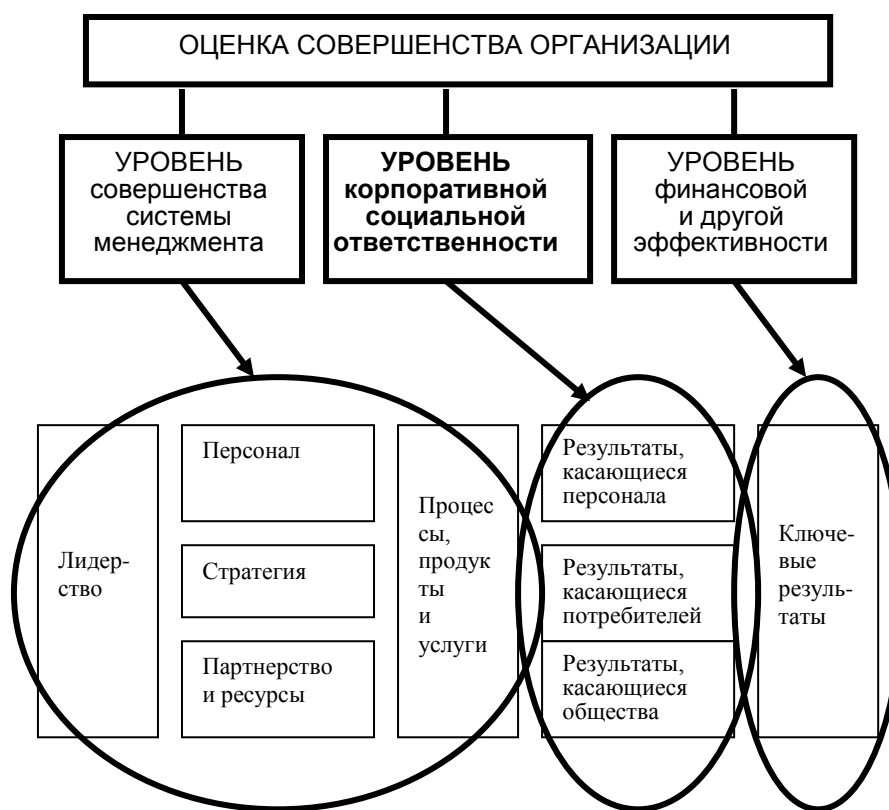 ОЦЕНКА СОВЕРШЕНСТВА ОРГАНИЗАЦИИ
УРОВЕНЬ
совершенства
системы
менеджмента
УРОВЕНЬ
корпоративной
социальной
ответственности
УРОВЕНЬ
финансовой
и другой
эффективности
Лидер-
ство
Персонал
Стратегия
Партнерство
и ресурсы
Процес
сы,
продук
ты
и
услуги
Результаты,
касающиеся
персонала
Результаты,
касающиеся
потребителей
Результаты,
касающиеся
общества
Ключе-
вые
резуль-
таты